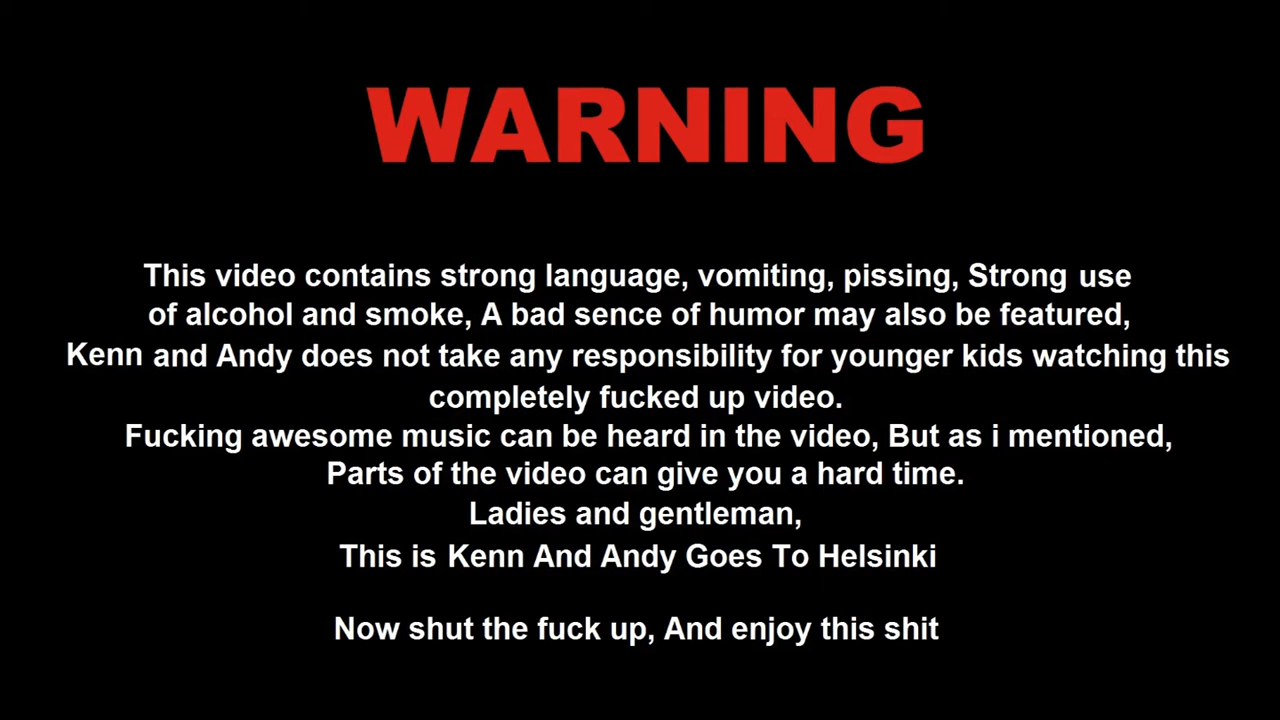 WARNING
This video contains strong language, vomiting, pissing, Strong use
of alcohol and smoke, A bad sence of humor may also be featured,
Kenn and Andy does not take any responsibility for younger kids watching this
completely fucked up video.
Fucking awesome music can be heard in the video, But as i mentioned,
Parts of the video can give you a hard time.
Ladies and gentleman,
This is Kenn And Andy Goes To Helsinki
Now shut the fuck up, And enjoy this shit